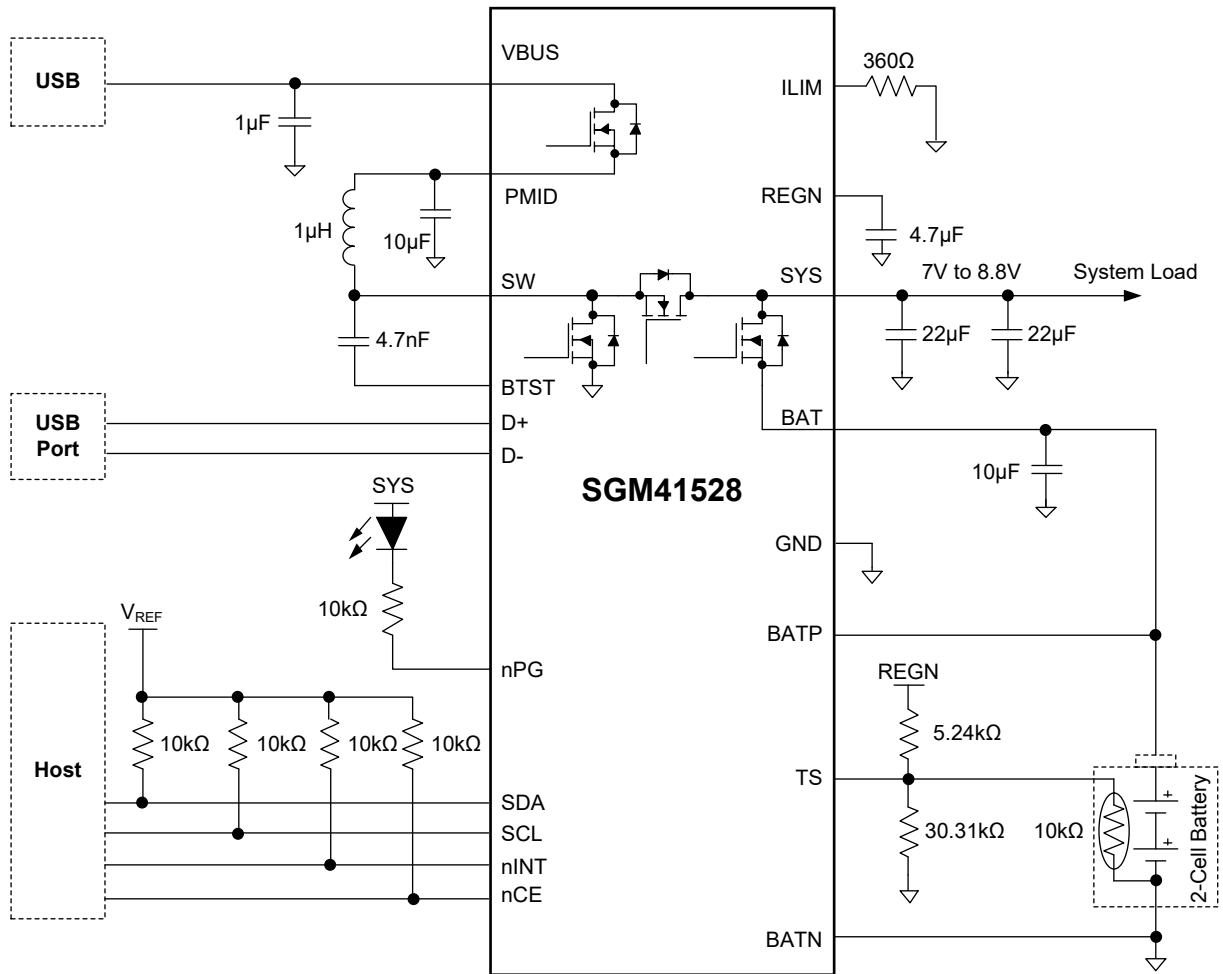 USB
VBUS
1µF
360Ω
ILIM
PMID
1µH
10µF
REGN
4.7µF
SW
SYS
7V to 8.8V
System Load
4.7nF
22µF
22µF
BTST
USB
Port
D+
D-
BAT
10µF
SGM41528
SYS
10kΩ
nPG
GND
BATP
VREF
Host
10kΩ
10kΩ
10kΩ
10kΩ
REGN
5.24kΩ
TS
30.31kΩ
10kΩ
+
+
2-Cell Battery
SDA
SCL
nINT
nCE
BATN